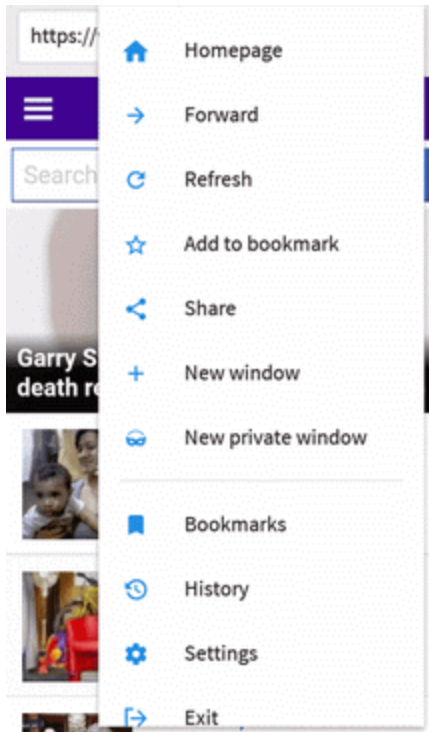 https://
Homepage
Forward
Search
Refresh
Add to bookmark
Share
Garry S
death re
New window
New private window
Bookmarks
History
Settings
Exit